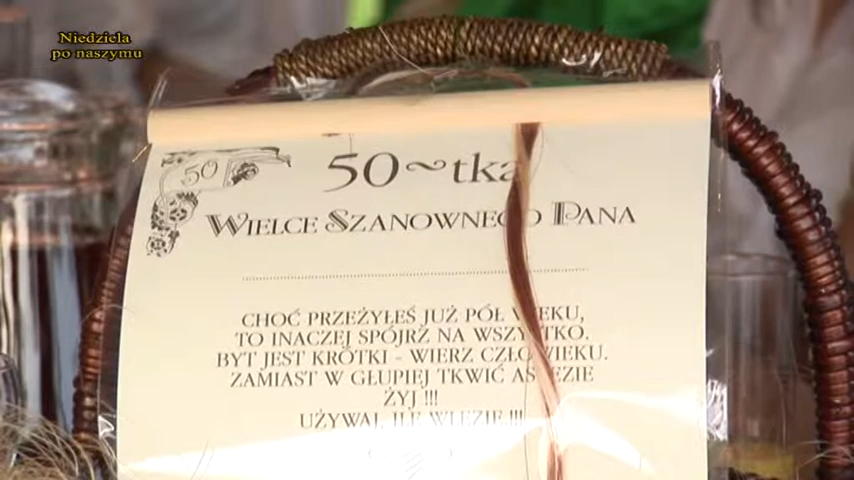 Niedziela
po naszymu
50
50~tka
WIELCE SZANOWNEGO PANA
CHOĆ PRZEŻYŁEŚ JUŻ PÓŁ WIEKU,
TO INACZEJ SPÓJRZ NA WSZYSTKO.
BYT JEST KRÓTKI - WIERZ CZŁOWIEKU.
ZAMIAST W GŁUPIEJ TKWIĆ ASCEZIE
ŻYJ !!!
UŻYWAJ, ILE WLEZIE !!!